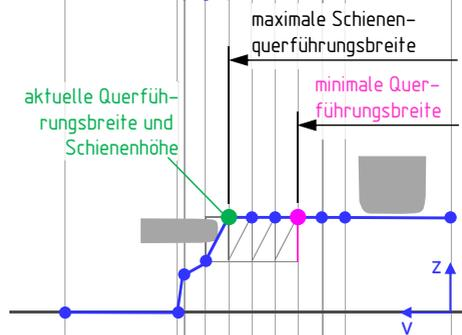 maximale Schienen-
querführungsbreite
minimale Quer-
führungsbreite
aktuelle Querfüh-
rungsbreite und
Schienenhöhe
z
v